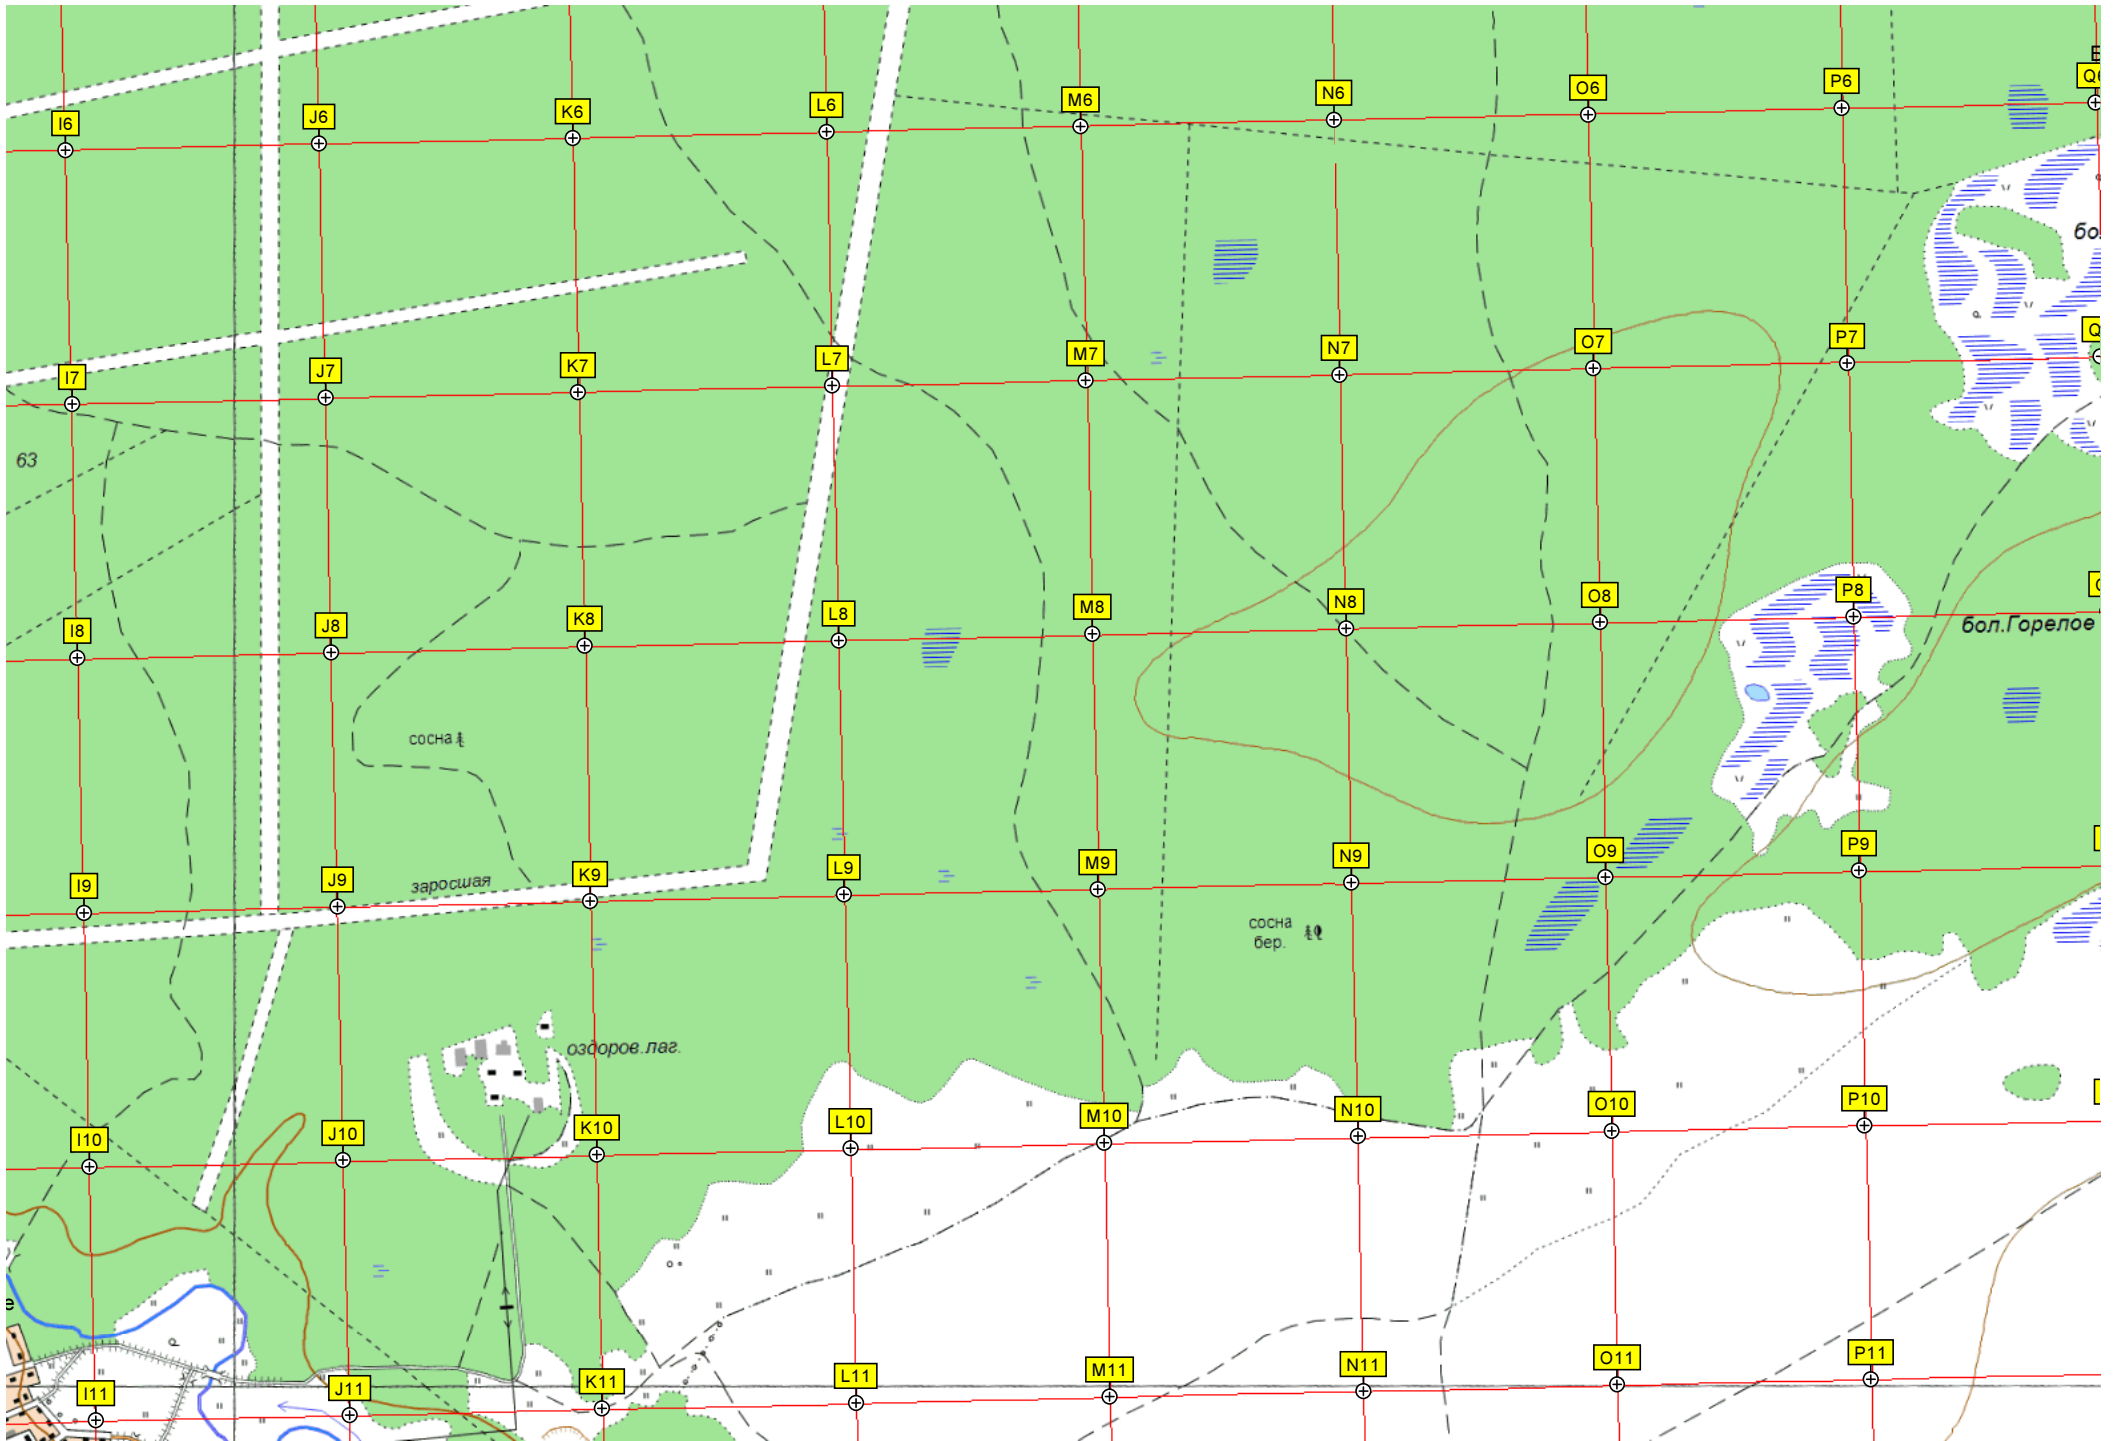 I6
J6
K6
L6
M6
N6
O6
P6
I7
J7
K7
L7
M7
N7
O7
P7
63
I8
J8
K8
L8
M8
N8
O8
P8
бол.Горелое
сосна
I9
J9
заросшая
K9
L9
M9
N9
O9
P9
сосна
бер.
оздоров.лаг.
I10
J10
K10
L10
M10
N10
O10
P10
I11
J11
K11
L11
M11
N11
O11
P11